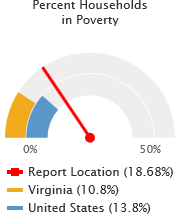 Percent Households
in Poverty
0%
50%
Report Location (18.68%)
Virginia (10.8%)
United States (13.8%)